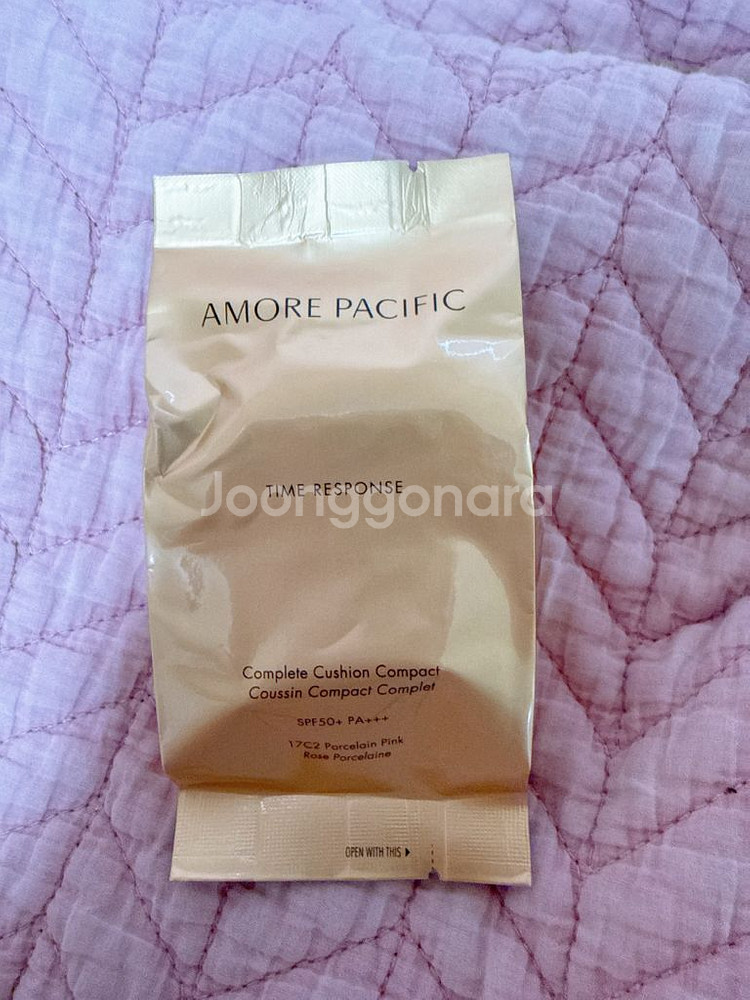 AMORE PACIFIC
TIME RESPONSE
Joonggonara
Complete Cushion Compact
Coussin Compact Complet
SPF50+ PA+++
17C2 Porcelain Pink
Rose Porcelaine
OPEN WITH THIS